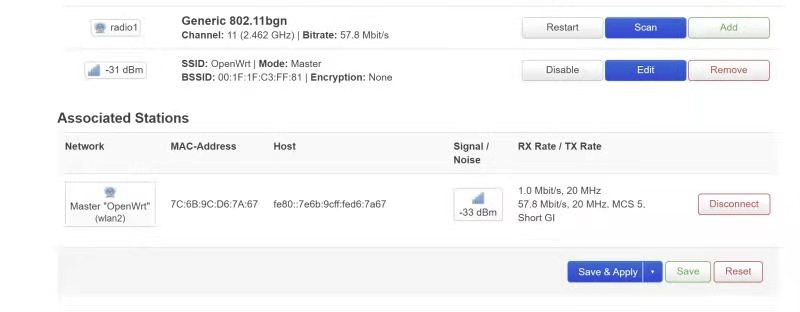 radio1
Generic 802.11bgn
Channel: 11 (2.462 GHz) | Bitrate: 57.8 Mbit/s
Restart
Scan
Add
-31 dBm
SSID: OpenWrt | Mode: Master
BSSID: 00:1F:1F:C3:FF:81 | Encryption: None
Disable
Edit
Remove
Associated Stations
Network
MAC-Address
Host
Signal /
Noise
RX Rate / TX Rate
Master "OpenWrt"
(wlan2)
7C:6B:9C:D6:7A:67
fe80::7e6b:9cff:fed6:7a67
-33 dBm
1.0 Mbit/s, 20 MHz
57.8 Mbit/s, 20 MHz, MCS 5,
Short GI
Disconnect
Save & Apply
Save
Reset